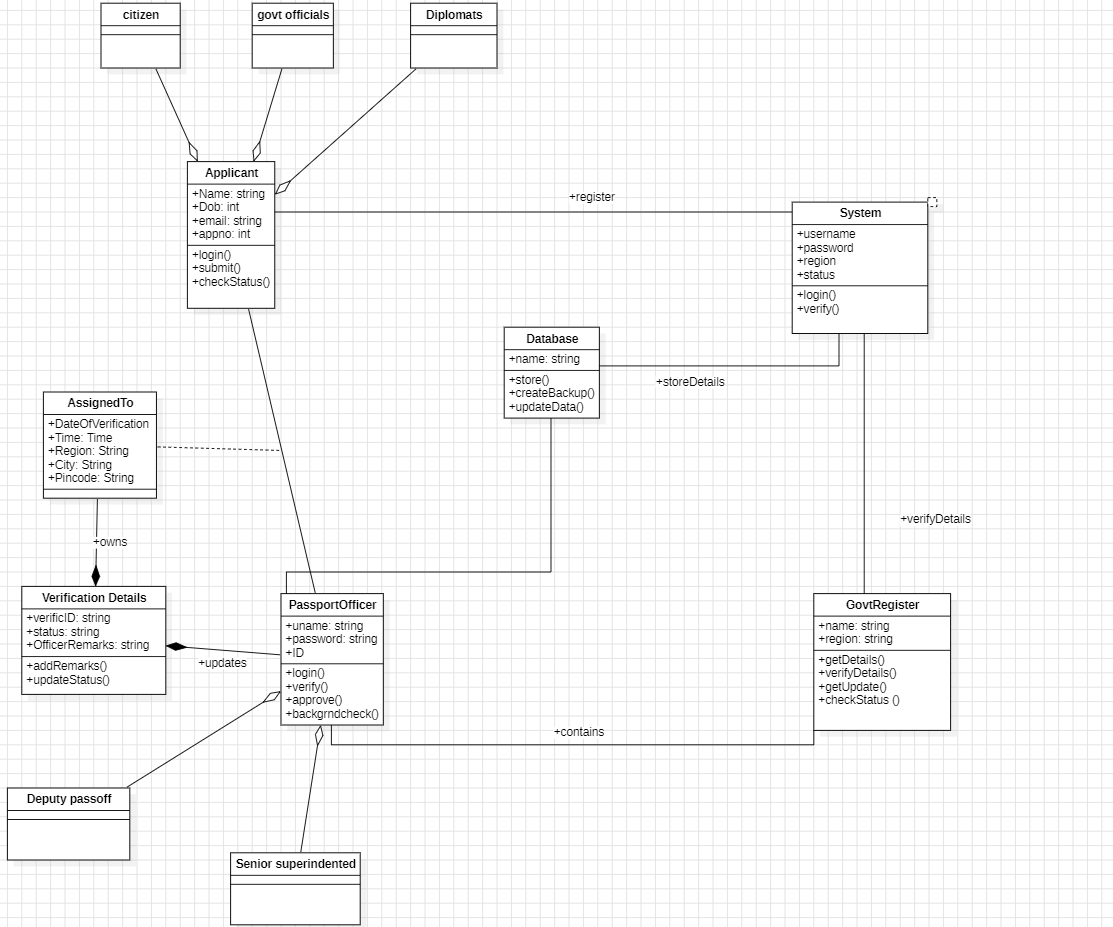 citizen
govt officials
Diplomats
Applicant
+Name: string
+Dob: int
+email: string
+appno: int
+login()
+submit()
+checkStatus()
+register
System
+username
+password
+region
+status
+login()
+verify()
Database
+name: string
+store()
+createBackup()
+updateData()
+storeDetails
AssignedTo
+DateOfVerification
+Time: Time
+Region: String
+City: String
+Pincode: String
+owns
+verifyDetails
Verification Details
+verificID: string
+status: string
+OfficerRemarks: string
+addRemarks()
+updateStatus()
+updates
PassportOfficer
+uname: string
+password: string
+ID
+login()
+verify()
+approve()
+backgrndcheck()
GovtRegister
+name: string
+region: string
+getDetails()
+verifyDetails()
+getUpdate()
+checkStatus ()
+contains
Deputy passoff
Senior superindented